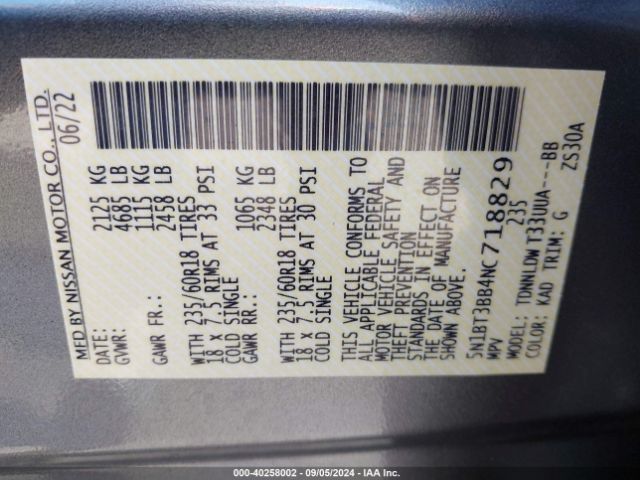 MFD BY NISSAN MOTOR CO., LTD.
DATE: 06/22
GVWR: 2125 KG
4685 LB
GAWR FR.: 1115 KG
2458 LB
WITH 235/60R18 TIRES
18 x 7.5 RIMS AT 33 PSI
COLD SINGLE
GAWR RR.: 1065 KG
2348 LB
WITH 235/60R18 TIRES
18 x 7.5 RIMS AT 30 PSI
COLD SINGLE
THIS VEHICLE CONFORMS TO
ALL APPLICABLE FEDERAL
MOTOR VEHICLE SAFETY AND
THEFT PREVENTION
STANDARDS IN EFFECT ON
THE DATE OF MANUFACTURE
SHOWN ABOVE.
5N1BT3BB4NC718829
MPV 235
MODEL: TDNNLDW T33UUA---BB
COLOR: KAD TRIM: G ZS30A
000-40258002 - 09/05/2024 - IAA Inc.